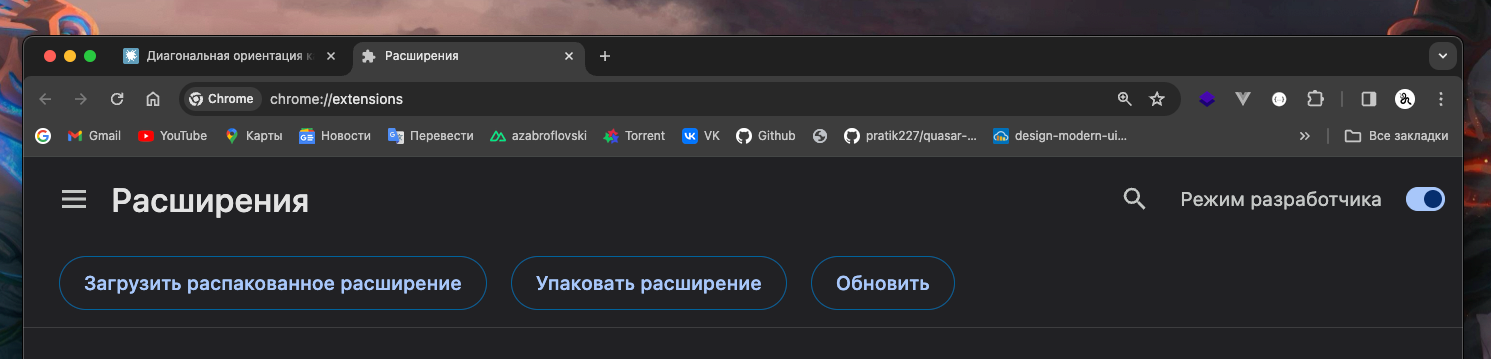 Диагональная ориентация к
Расширения
Chrome
chrome://extensions
Gmail
YouTube
Карты
Новости
Перевести
azabroflovski
Torrent
VK
Github
pratik227/quasar-...
design-modern-ui...
Все закладки
Расширения
Режим разработчика
Загрузить распакованное расширение
Упаковать расширение
Обновить